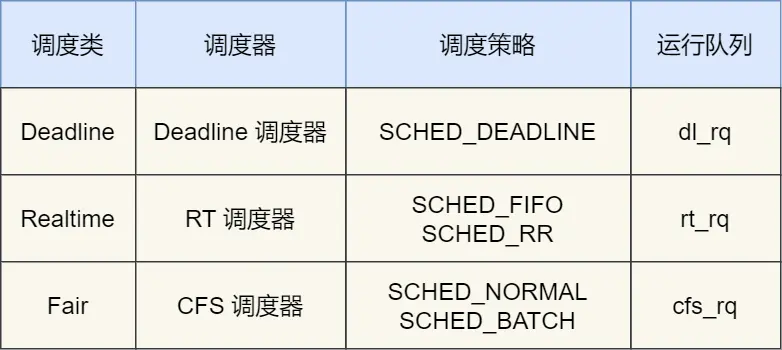 调度类 调度器 调度策略 运行队列
Deadline Deadline 调度器 SCHED_DEADLINE dl_rq
Realtime RT 调度器 SCHED_FIFO rt_rq
SCHED_RR
Fair CFS 调度器 SCHED_NORMAL cfs_rq
SCHED_BATCH